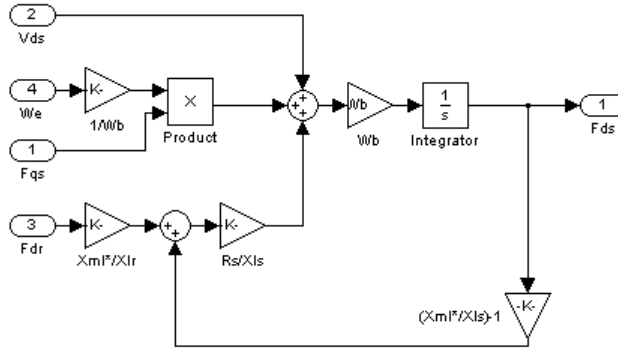 2
Vds
4
We
K-
1/Wb
×
Product
1
Fqs
+
+
+
Wb
Wb
1
s
Integrator
1
Fds
3
Fdr
K-
Xml*/Xlr
+
+
K-
Rs/Xls
-K-
(Xml*/Xls)-1